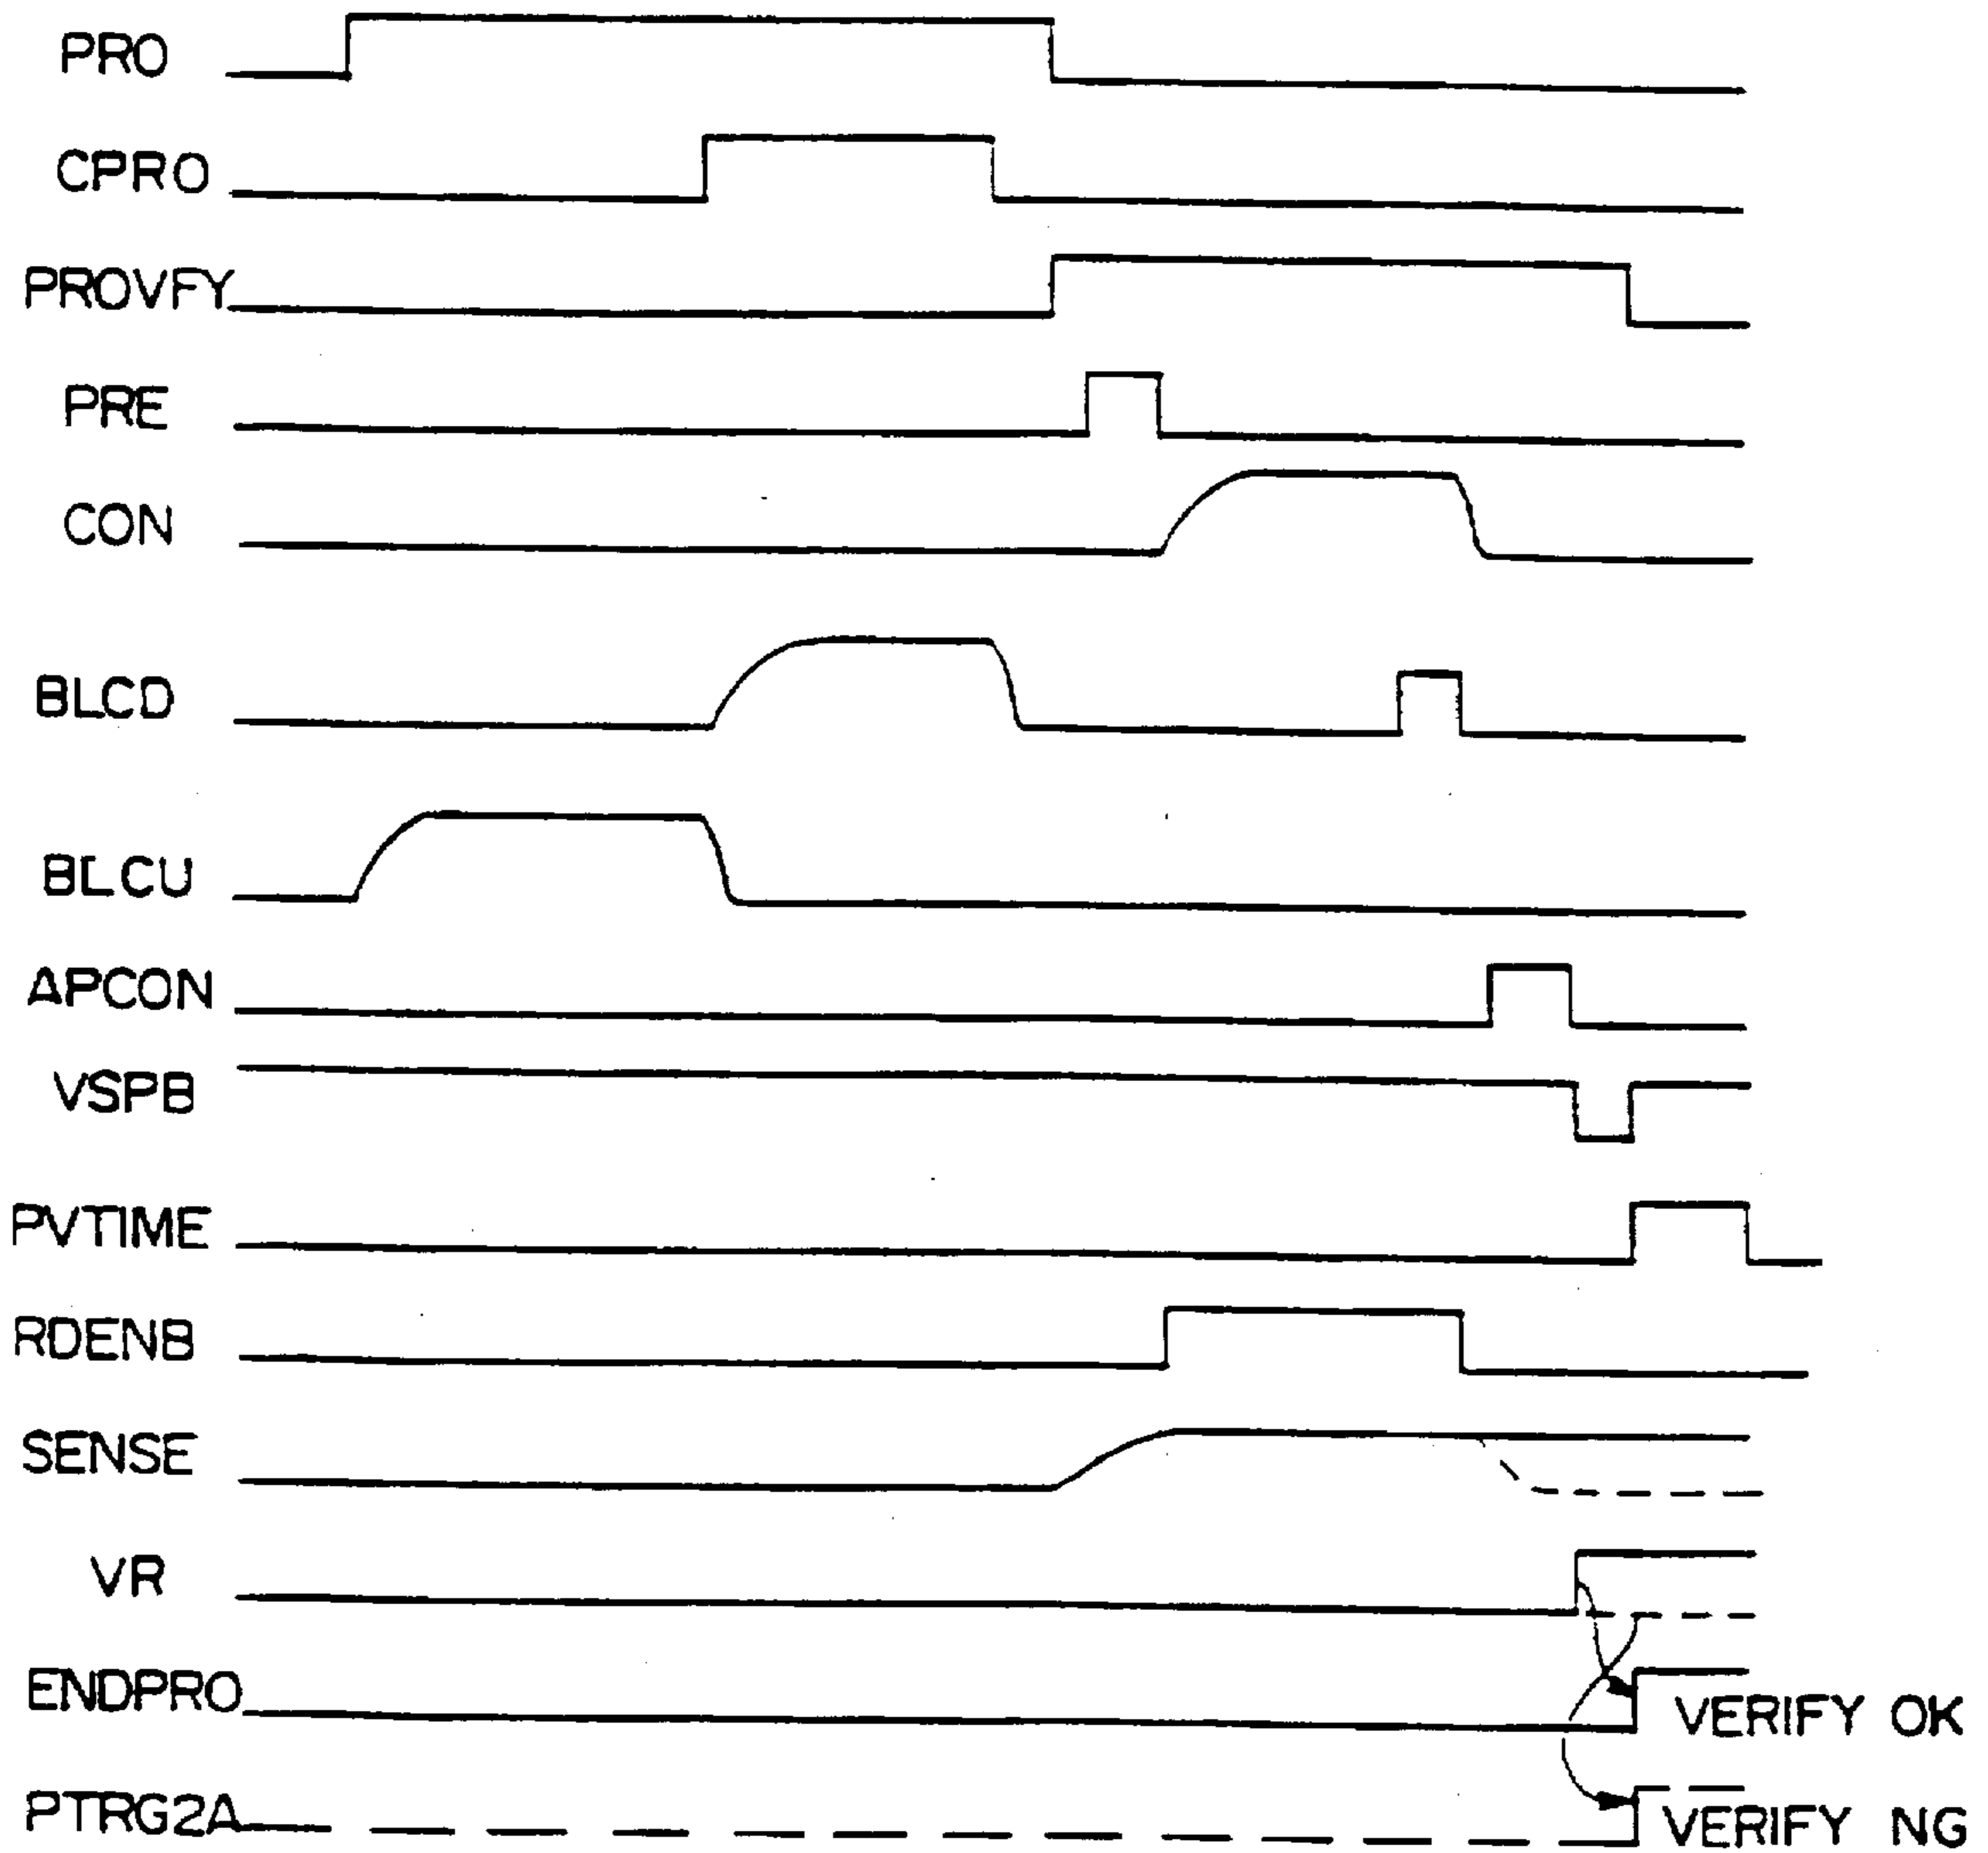 PRO
CPRO
PROVFY
PRE
CON
BLCD
BLCU
APCON
VSPB
PVTIME
RDENB
SENSE
VR
ENDPRO
VERIFY OK
PTRG2A
VERIFY NG